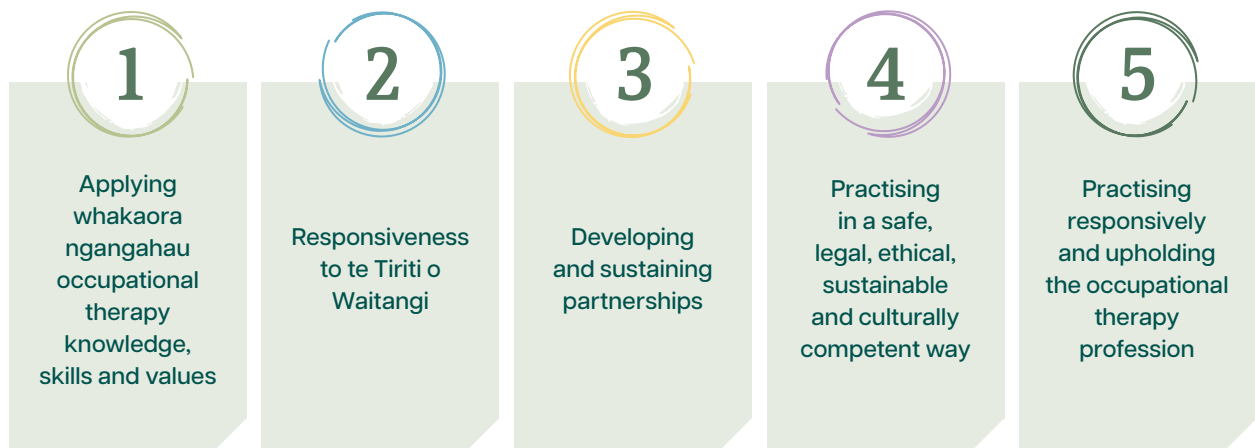 1
Applying
whakaora
ngangahau
occupational
therapy
knowledge,
skills and values
2
Responsiveness
to te Tiriti o
Waitangi
3
Developing
and sustaining
partnerships
4
Practising
in a safe,
legal, ethical,
sustainable
and culturally
competent way
5
Practising
responsively
and upholding
the occupational
therapy
profession